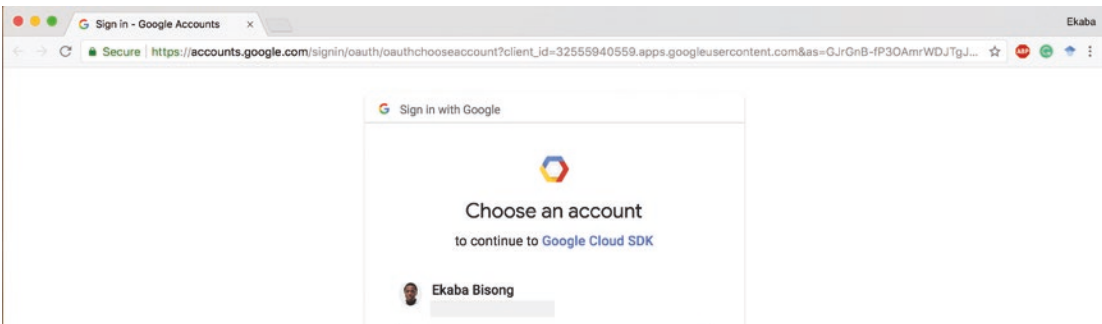 Sign in - Google Accounts
Ekaba
Secure | https://accounts.google.com/signin/oauth/oauthchooseaccount?client_id=32555940559.apps.googleusercontent.com&as=GJrGnB-fP3OAmrWDJTgJ...
ABP
G Sign in with Google
Choose an account
to continue to Google Cloud SDK
Ekaba Bisong